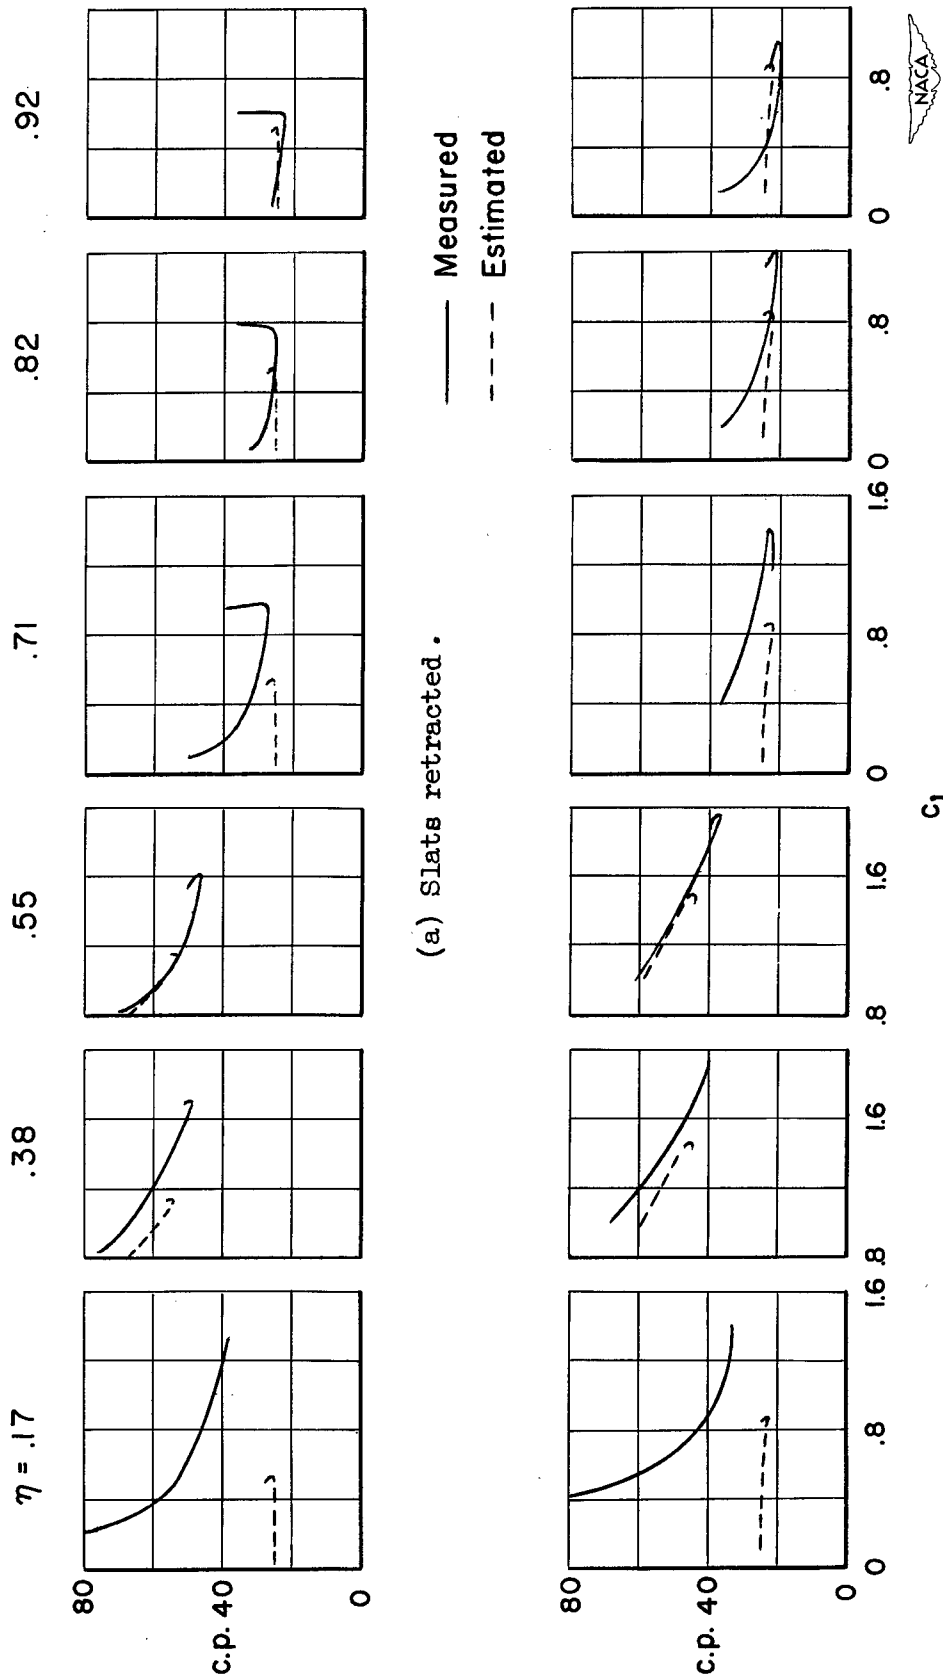 η = .17 .38 .55 .71 .82 .92
80
c.p. 40
0
(a) Slats retracted.
—— Measured
--- Estimated
80
c.p. 40
0
0 .8 1.6 .8 1.6 .8 1.6 0 .8 1.6 0 .8 0 .8
c₁
NACA